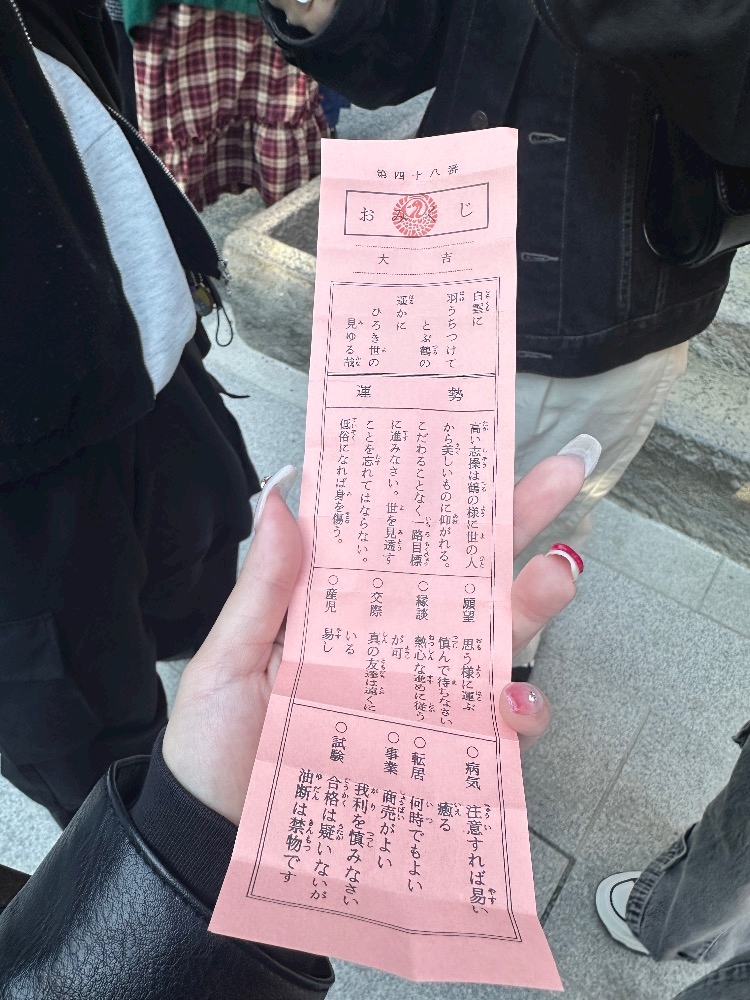 第四十八番
おみくじ
大吉
白雲に
羽うちつけて
とぶ鶴の
遥かに
ひろき世の
見ゆる哉
運勢
高い志操は鶴の様に世の人
から美しいものに仰がれる。
こだわることなく一路目標
に進みなさい。世を見透す
ことを忘れてはならない。
低俗になれば身を傷う。
○願望 思う様に運ぶ
慎んで待ちなさい
○縁談 熱心な薦めに従う
が可
○交際 真の友達は遠くに
いる
○産児 易し
○病気 注意すれば易い
癒る
○転居 何時でもよい
○事業 商売がよい
我利を慎みなさい
○試験 合格は疑いないが
油断は禁物です